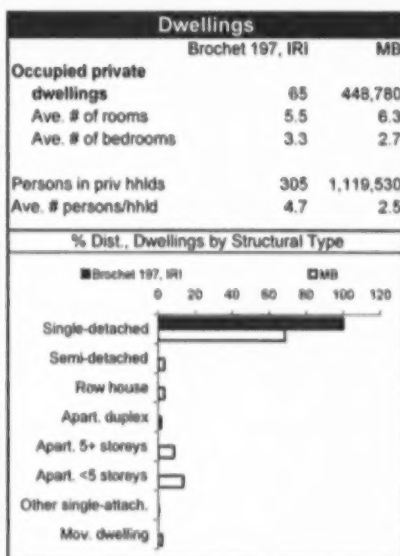 Dwellings
Brochet 197, IRI MB
Occupied private
dwellings 65 448,780
Ave. # of rooms 5.5 6.3
Ave. # of bedrooms 3.3 2.7
Persons in priv hhlds 305 1,119,530
Ave. # persons/hhld 4.7 2.5
% Dist., Dwellings by Structural Type
Brochet 197, IRI MB
0 20 40 60 80 100 120
Single-detached
Semi-detached
Row house
Apart. duplex
Apart. 5+ storeys
Apart. <5 storeys
Other single-attach.
Mov. dwelling